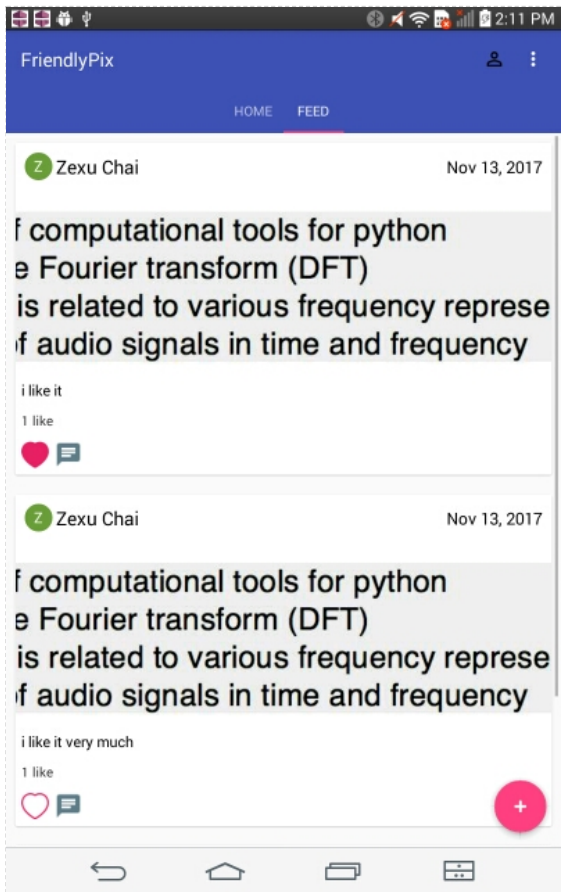 2:11 PM
FriendlyPix
HOME FEED
Z Zexu Chai Nov 13, 2017
f computational tools for python
e Fourier transform (DFT)
is related to various frequency represe
of audio signals in time and frequency
i like it
1 like
Z Zexu Chai Nov 13, 2017
f computational tools for python
e Fourier transform (DFT)
is related to various frequency represe
of audio signals in time and frequency
i like it very much
1 like
+